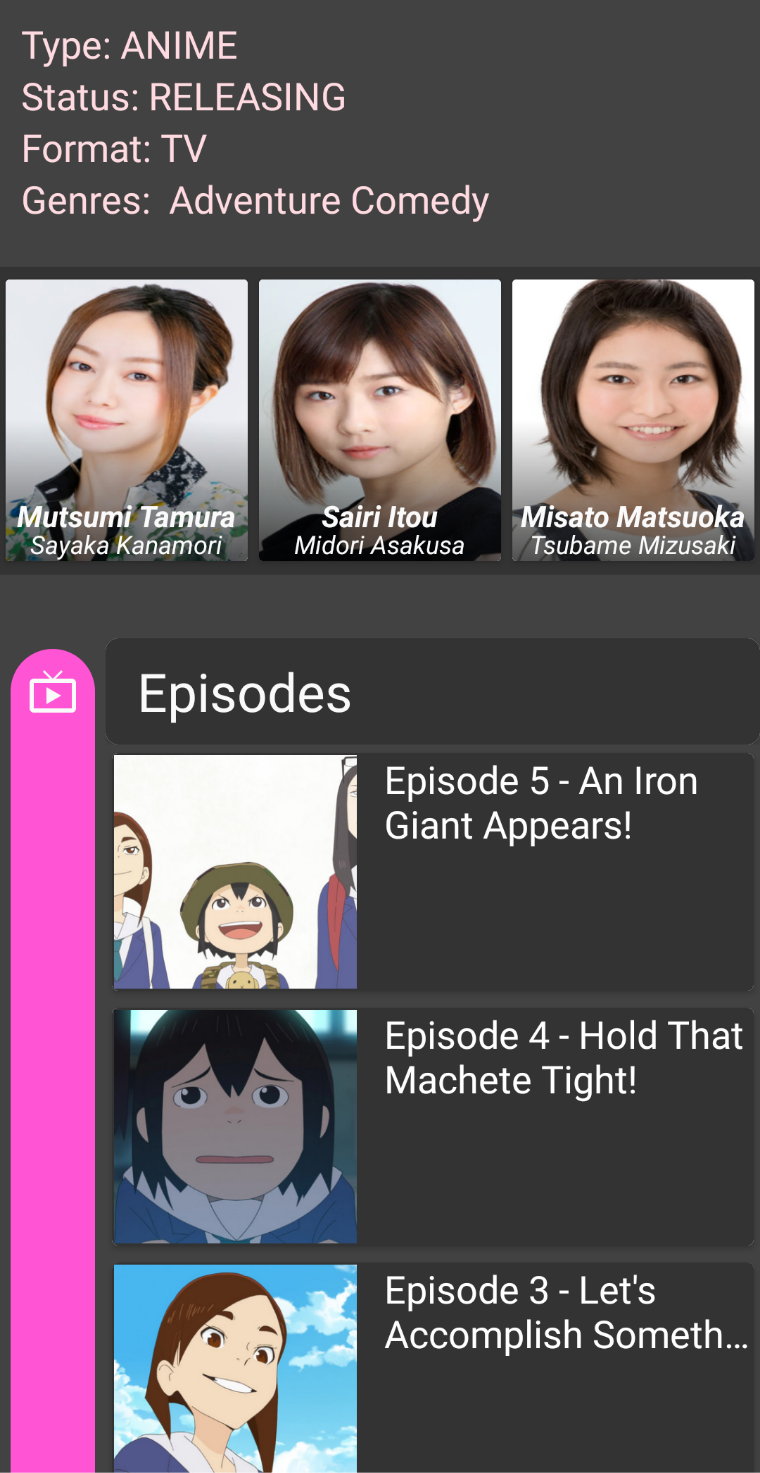 Type: ANIME
Status: RELEASING
Format: TV
Genres:  Adventure Comedy
Mutsumi Tamura
Sayaka Kanamori
Sairi Itou
Midori Asakusa
Misato Matsuoka
Tsubame Mizusaki
Episodes
Episode 5 - An Iron
Giant Appears!
Episode 4 - Hold That
Machete Tight!
Episode 3 - Let's
Accomplish Someth...